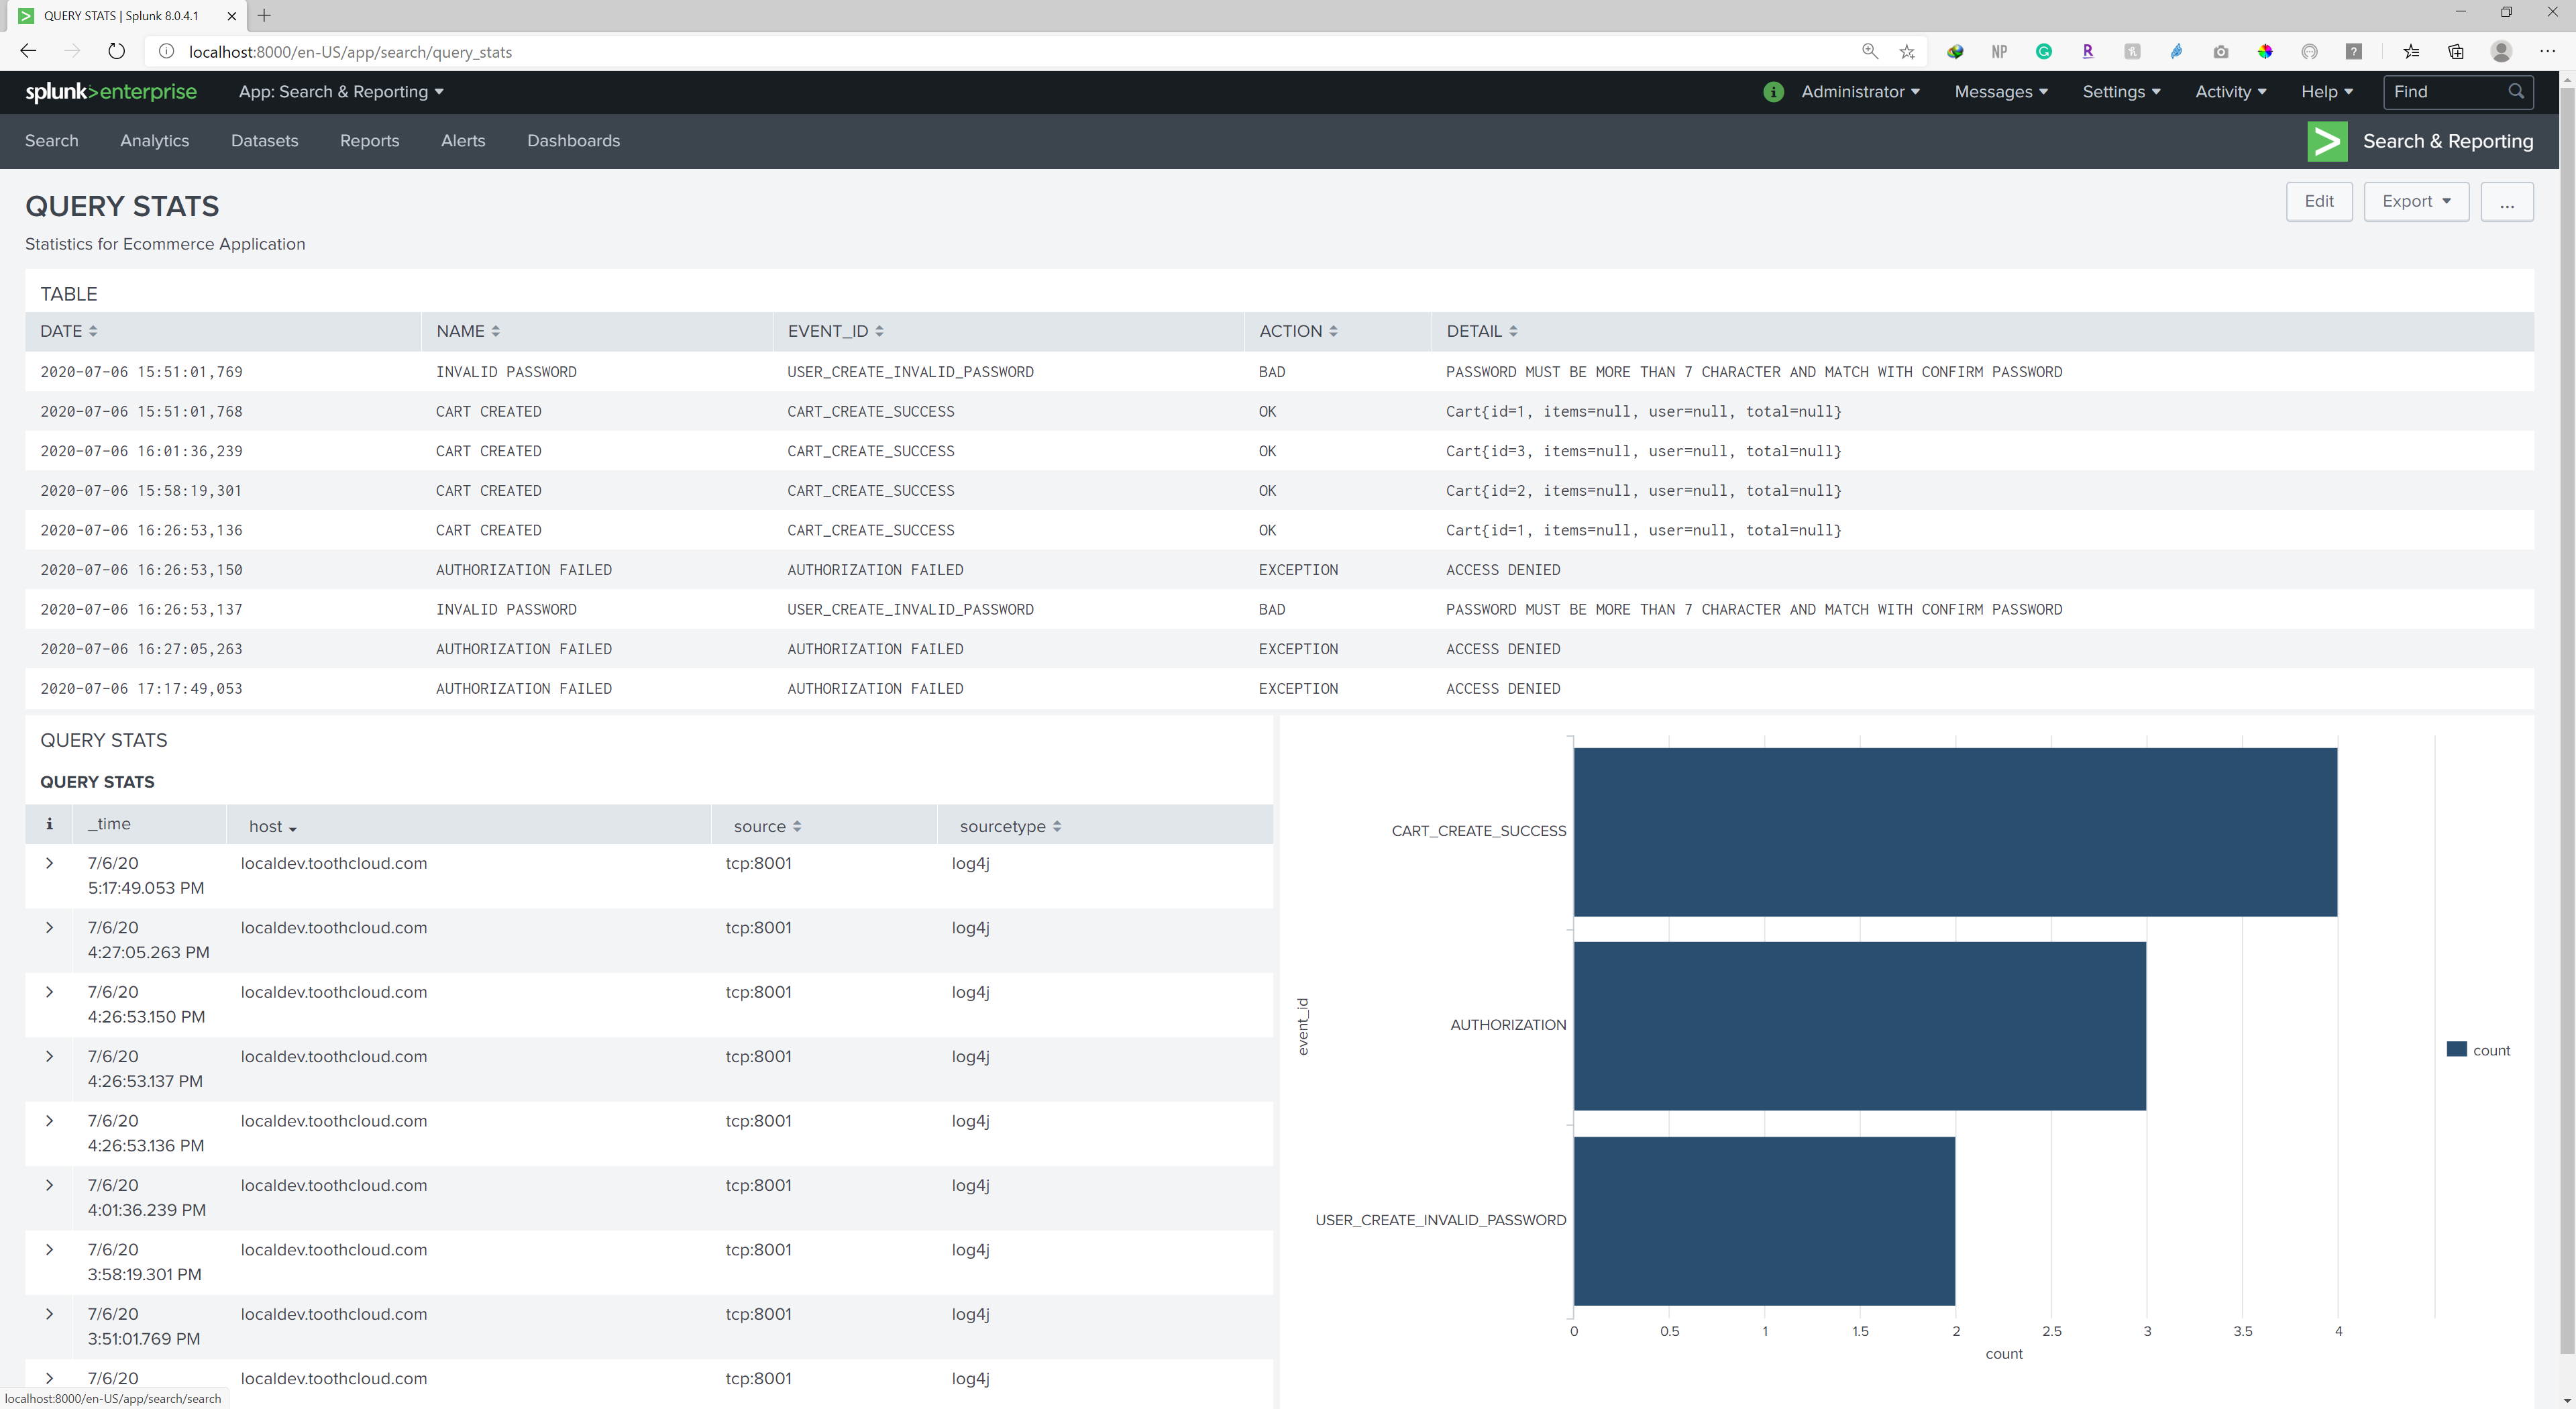 QUERY STATS | Splunk 8.0.4.1
localhost:8000/en-US/app/search/query_stats
splunk>enterprise App: Search & Reporting Administrator Messages Settings Activity Help Find
Search Analytics Datasets Reports Alerts Dashboards Search & Reporting
QUERY STATS
Edit Export ...
Statistics for Ecommerce Application
TABLE
DATE NAME EVENT_ID ACTION DETAIL
2020-07-06 15:51:01,769 INVALID PASSWORD USER_CREATE_INVALID_PASSWORD BAD PASSWORD MUST BE MORE THAN 7 CHARACTER AND MATCH WITH CONFIRM PASSWORD
2020-07-06 15:51:01,768 CART CREATED CART_CREATE_SUCCESS OK Cart{id=1, items=null, user=null, total=null}
2020-07-06 16:01:36,239 CART CREATED CART_CREATE_SUCCESS OK Cart{id=3, items=null, user=null, total=null}
2020-07-06 15:58:19,301 CART CREATED CART_CREATE_SUCCESS OK Cart{id=2, items=null, user=null, total=null}
2020-07-06 16:26:53,136 CART CREATED CART_CREATE_SUCCESS OK Cart{id=1, items=null, user=null, total=null}
2020-07-06 16:26:53,150 AUTHORIZATION FAILED AUTHORIZATION FAILED EXCEPTION ACCESS DENIED
2020-07-06 16:26:53,137 INVALID PASSWORD USER_CREATE_INVALID_PASSWORD BAD PASSWORD MUST BE MORE THAN 7 CHARACTER AND MATCH WITH CONFIRM PASSWORD
2020-07-06 16:27:05,263 AUTHORIZATION FAILED AUTHORIZATION FAILED EXCEPTION ACCESS DENIED
2020-07-06 17:17:49,053 AUTHORIZATION FAILED AUTHORIZATION FAILED EXCEPTION ACCESS DENIED
QUERY STATS
QUERY STATS
i _time host source sourcetype
7/6/20 localdev.toothcloud.com tcp:8001 log4j
5:17:49.053 PM
7/6/20 localdev.toothcloud.com tcp:8001 log4j
4:27:05.263 PM
7/6/20 localdev.toothcloud.com tcp:8001 log4j
4:26:53.150 PM
7/6/20 localdev.toothcloud.com tcp:8001 log4j
4:26:53.137 PM
7/6/20 localdev.toothcloud.com tcp:8001 log4j
4:26:53.136 PM
7/6/20 localdev.toothcloud.com tcp:8001 log4j
4:01:36.239 PM
7/6/20 localdev.toothcloud.com tcp:8001 log4j
3:58:19.301 PM
7/6/20 localdev.toothcloud.com tcp:8001 log4j
3:51:01.769 PM
7/6/20 localdev.toothcloud.com tcp:8001 log4j
localhost:8000/en-US/app/search/search
event_id
CART_CREATE_SUCCESS
AUTHORIZATION
USER_CREATE_INVALID_PASSWORD
0 0.5 1 1.5 2 2.5 3 3.5 4
count
count
NP
R